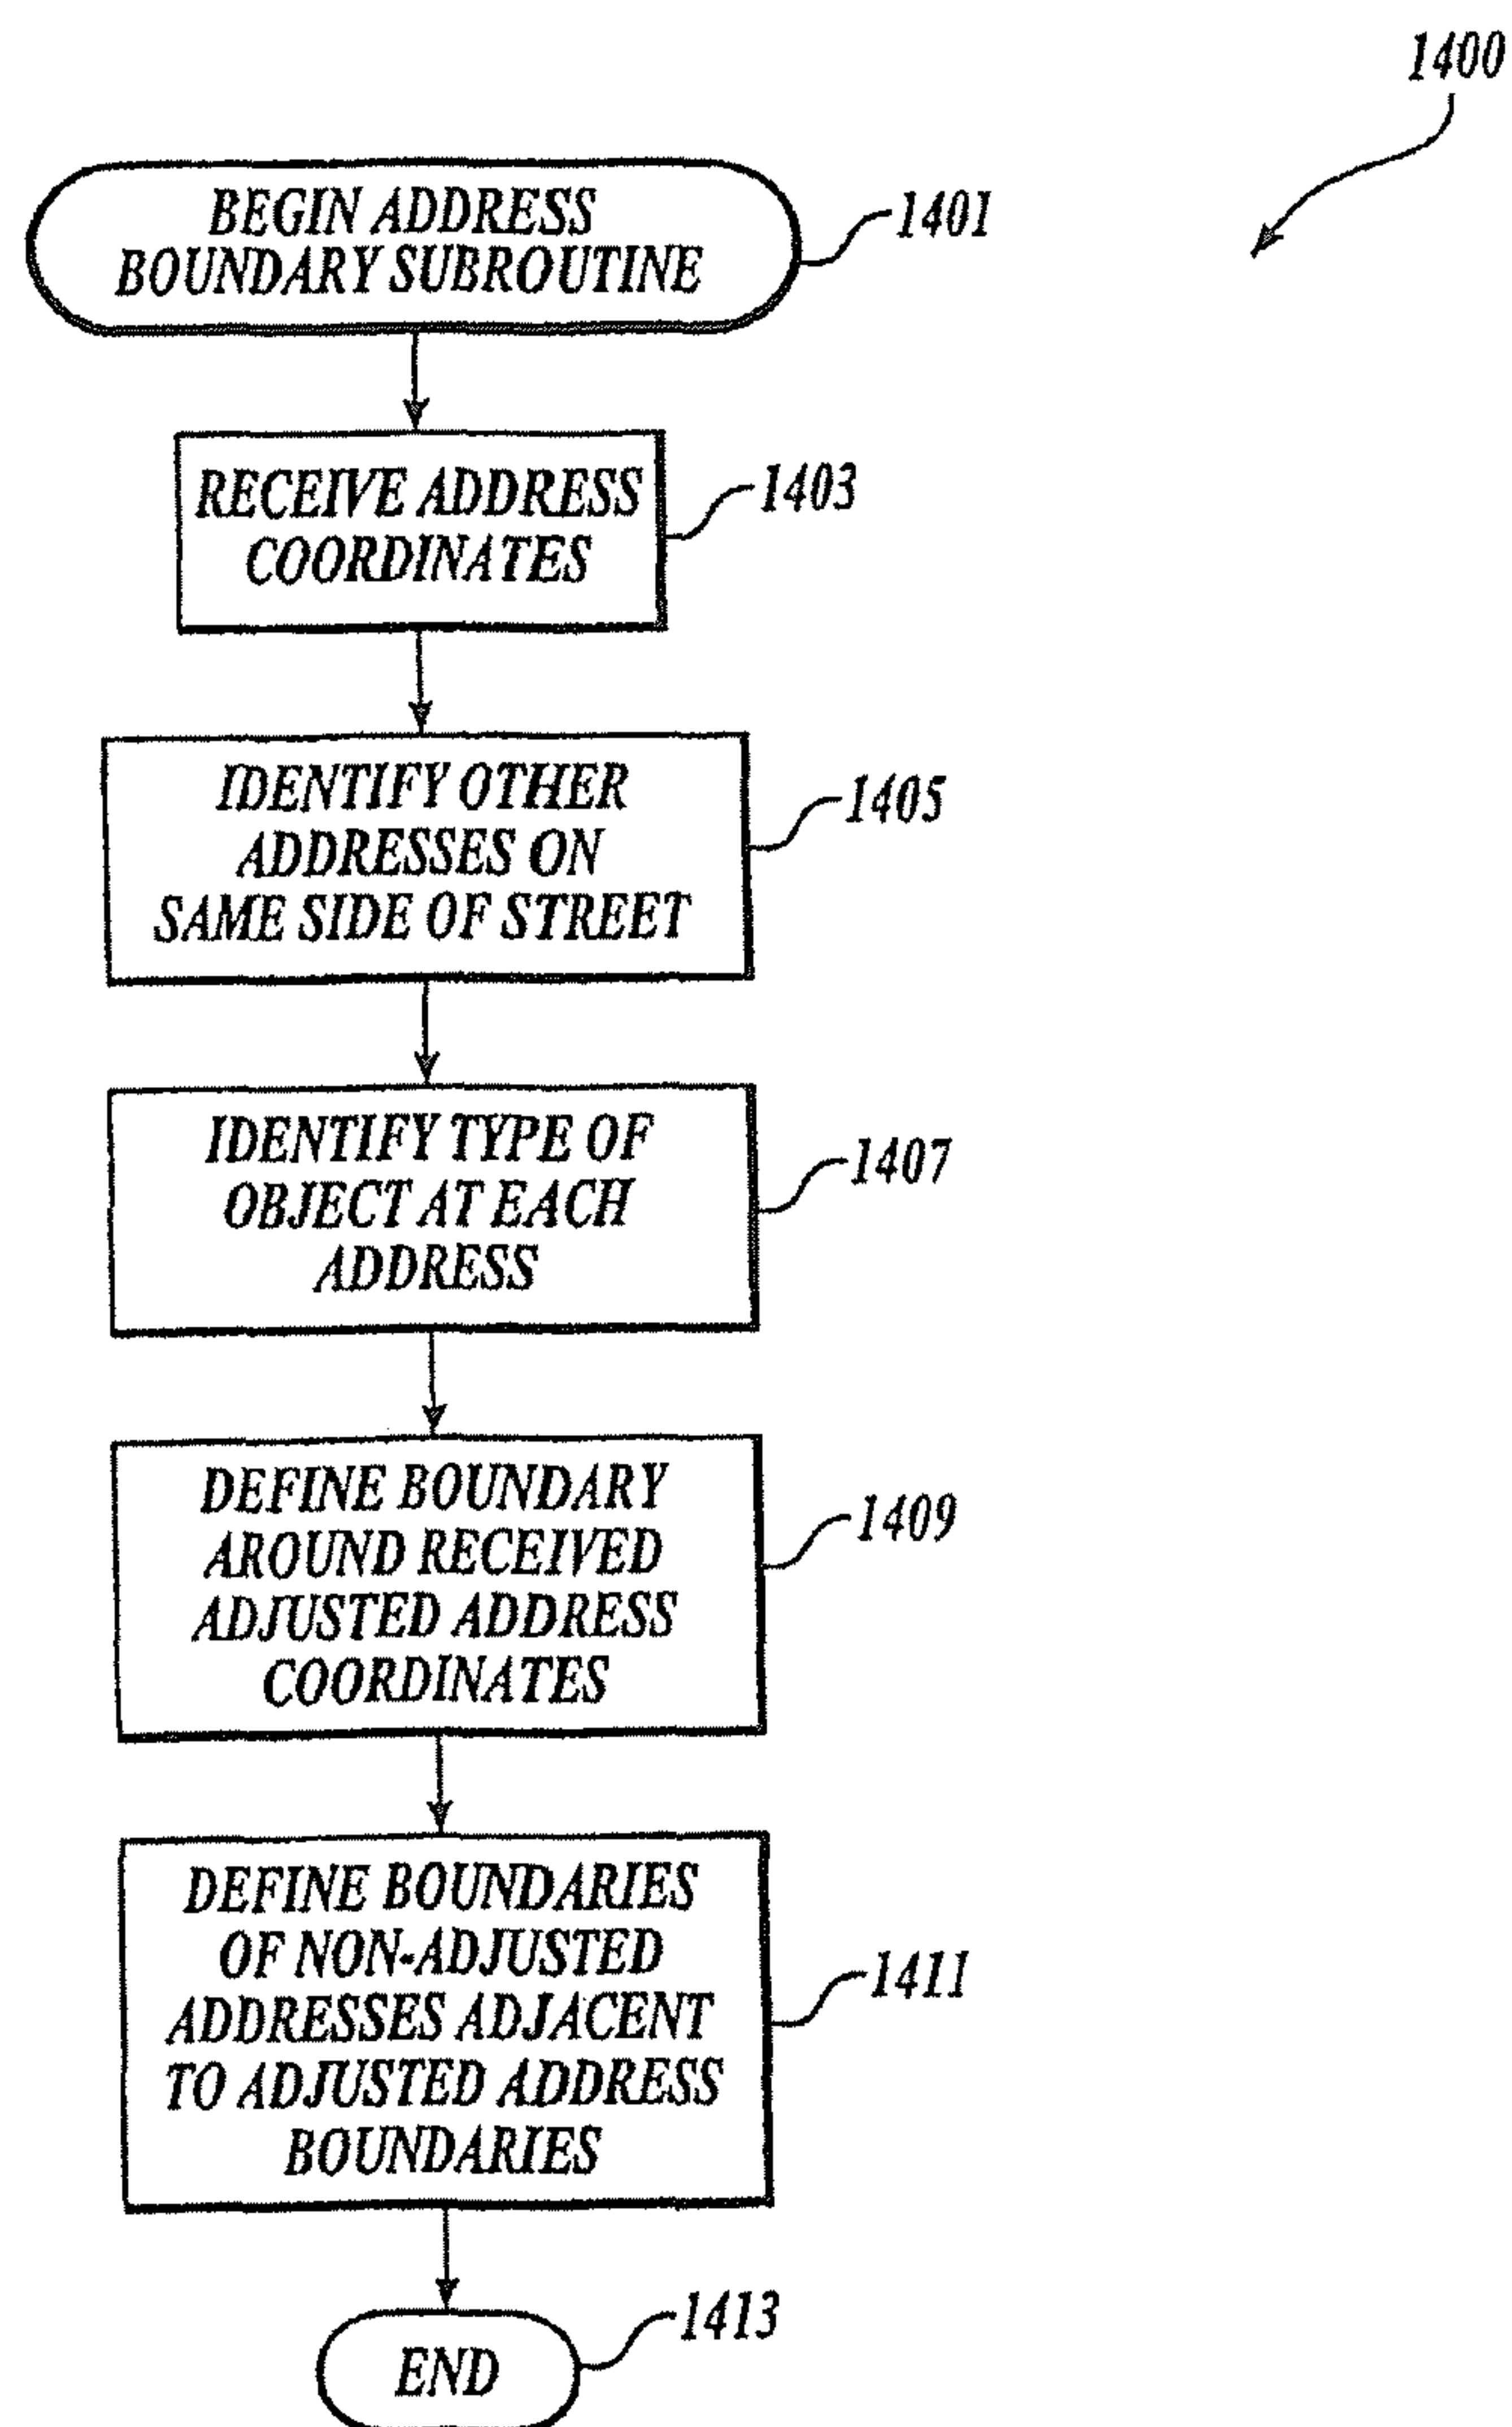 1400
BEGIN ADDRESS
BOUNDARY SUBROUTINE
1401
RECEIVE ADDRESS
COORDINATES
1403
IDENTIFY OTHER
ADDRESSES ON
SAME SIDE OF STREET
1405
IDENTIFY TYPE OF
OBJECT AT EACH
ADDRESS
1407
DEFINE BOUNDARY
AROUND RECEIVED
ADJUSTED ADDRESS
COORDINATES
1409
DEFINE BOUNDARIES
OF NON-ADJUSTED
ADDRESSES ADJACENT
TO ADJUSTED ADDRESS
BOUNDARIES
1411
END
1413